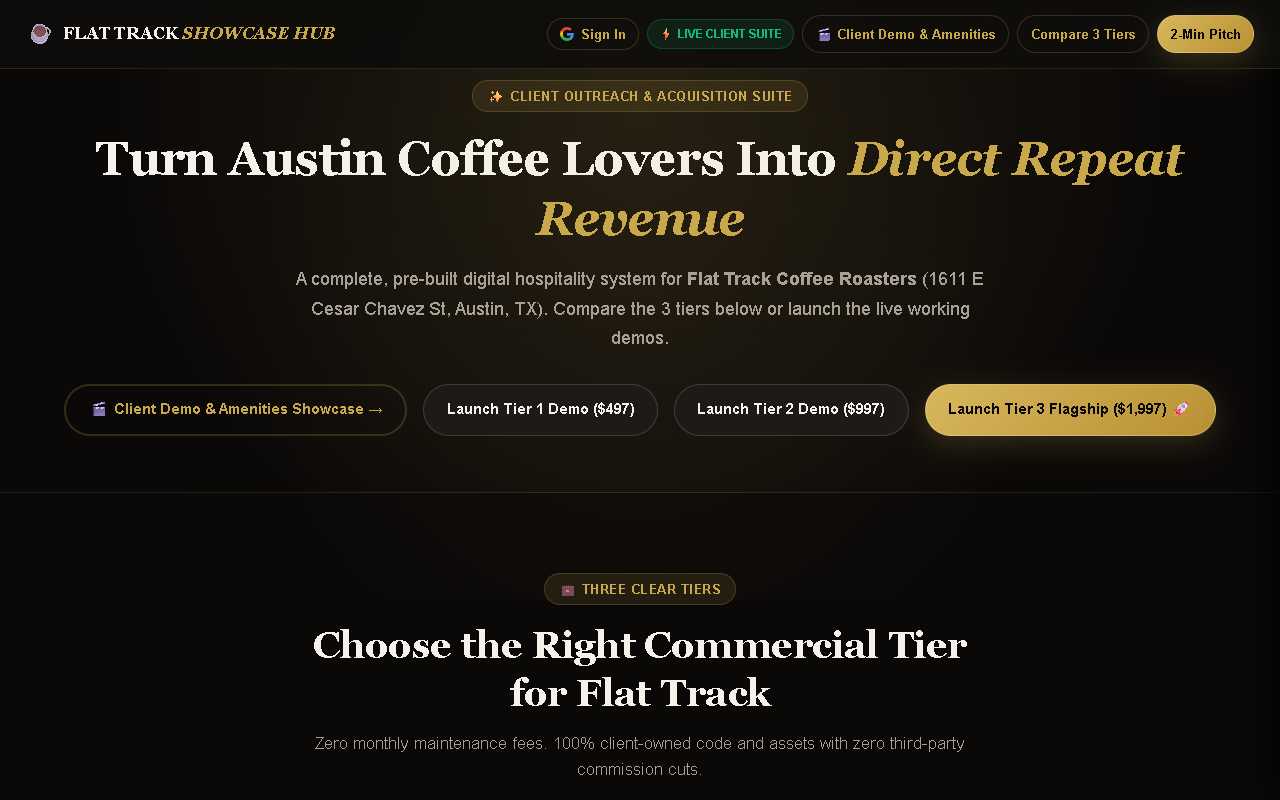 FLAT TRACK SHOWCASE HUB
Sign In
LIVE CLIENT SUITE
Client Demo & Amenities
Compare 3 Tiers
2-Min Pitch
CLIENT OUTREACH & ACQUISITION SUITE
Turn Austin Coffee Lovers Into Direct Repeat
Revenue
A complete, pre-built digital hospitality system for Flat Track Coffee Roasters (1611 E
Cesar Chavez St, Austin, TX). Compare the 3 tiers below or launch the live working
demos.
Client Demo & Amenities Showcase →
Launch Tier 1 Demo ($497)
Launch Tier 2 Demo ($997)
Launch Tier 3 Flagship ($1,997)
THREE CLEAR TIERS
Choose the Right Commercial Tier
for Flat Track
Zero monthly maintenance fees. 100% client-owned code and assets with zero third-party
commission cuts.